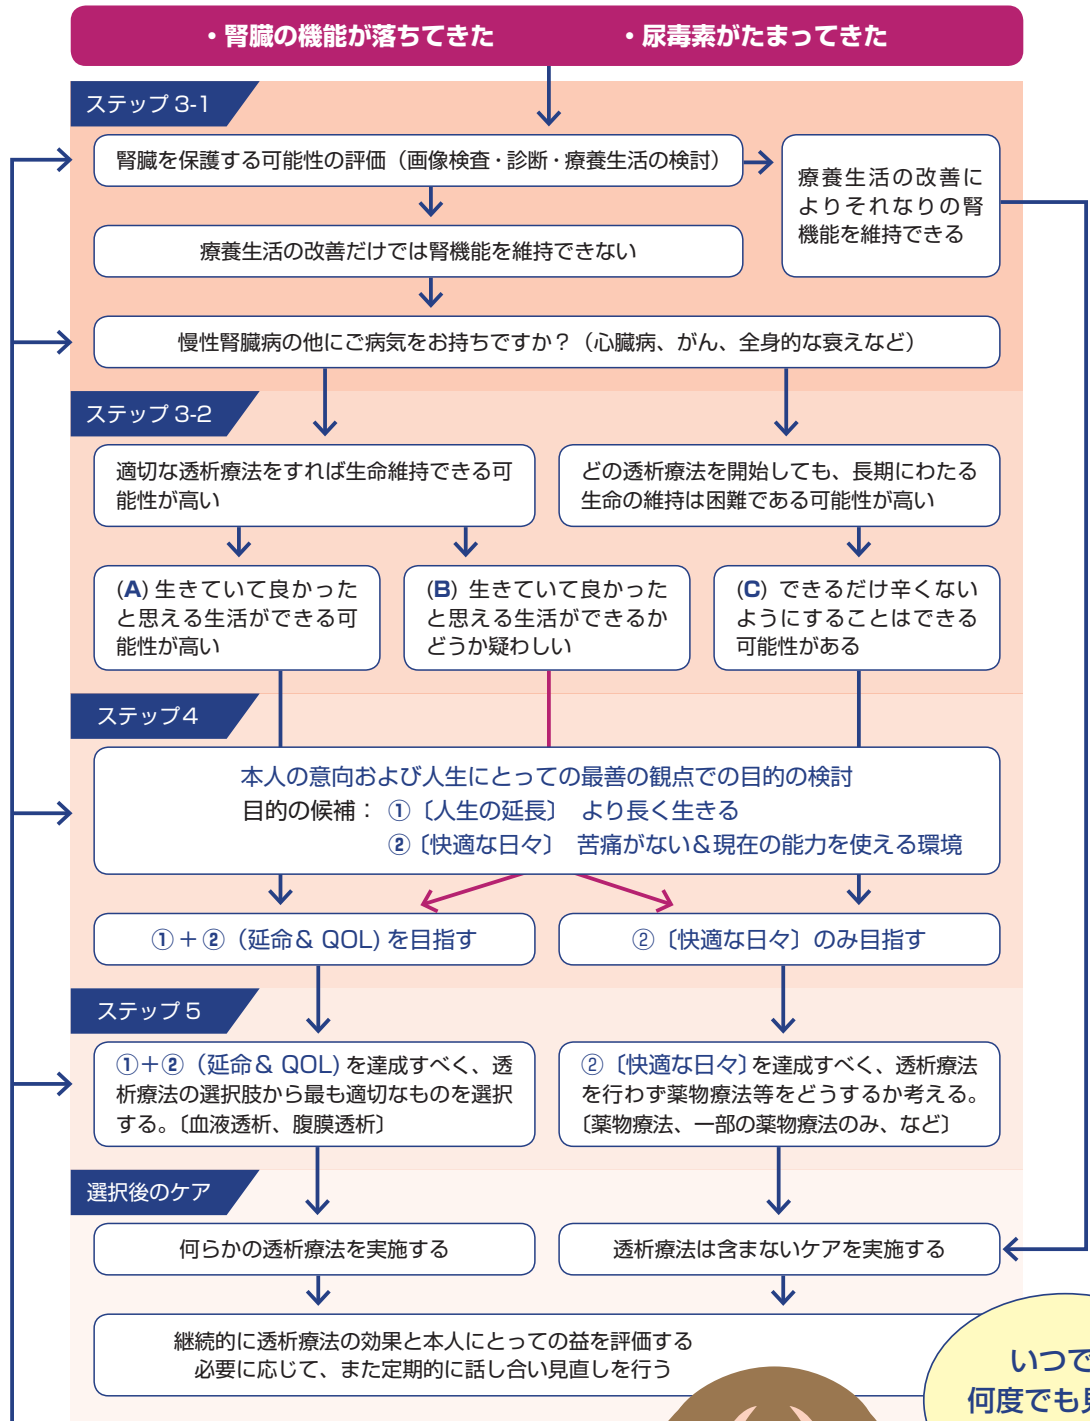 ・腎臓の機能が落ちてきた
・尿毒素がたまってきた
ステップ 3-1
腎臓を保護する可能性の評価（画像検査・診断・療養生活の検討）
療養生活の改善に
よりそれなりの腎
機能を維持できる
療養生活の改善だけでは腎機能を維持できない
慢性腎臓病の他にご病気をお持ちですか？（心臓病、がん、全身的な衰えなど）
ステップ 3-2
適切な透析療法をすれば生命維持できる可
能性が高い
どの透析療法を開始しても、長期にわたる
生命の維持は困難である可能性が高い
(A) 生きていて良かった
と思える生活ができる可
能性が高い
(B) 生きていて良かった
と思える生活ができるか
どうか疑わしい
(C) できるだけ辛くない
ようにすることはできる
可能性がある
ステップ4
本人の意向および人生にとっての最善の観点での目的の検討
目的の候補： ①〔人生の延長〕 より長く生きる
②〔快適な日々〕 苦痛がない＆現在の能力を使える環境
①＋②（延命＆ QOL) を目指す
②〔快適な日々〕のみ目指す
ステップ 5
①＋②（延命＆ QOL) を達成すべく、透
析療法の選択肢から最も適切なものを選択
する。〔血液透析、腹膜透析〕
②〔快適な日々〕を達成すべく、透析療法
を行わず薬物療法等をどうするか考える。
〔薬物療法、一部の薬物療法のみ、など〕
選択後のケア
何らかの透析療法を実施する
透析療法は含まないケアを実施する
継続的に透析療法の効果と本人にとっての益を評価する
必要に応じて、また定期的に話し合い見直しを行う
いつで
何度でも